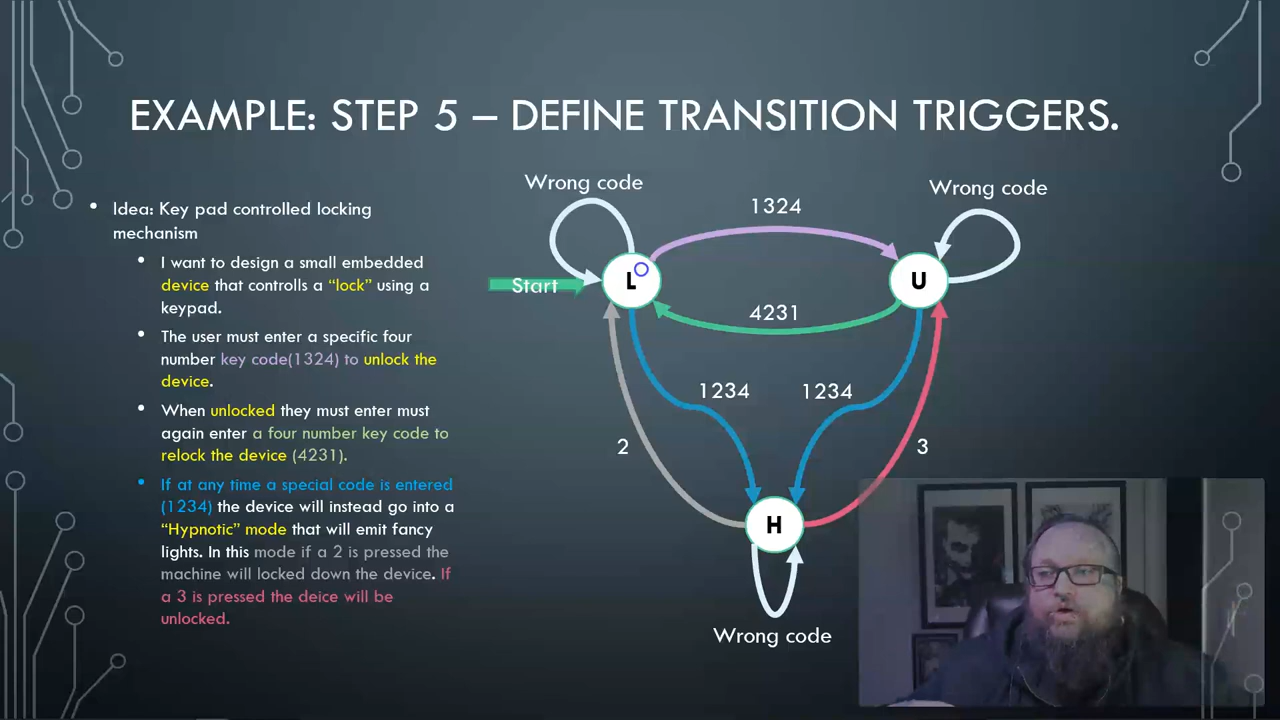 EXAMPLE: STEP 5 – DEFINE TRANSITION TRIGGERS.
• Idea: Key pad controlled locking
mechanism
• I want to design a small embedded
device that controlls a “lock” using a
keypad.
• The user must enter a specific four
number key code(1324) to unlock the
device.
• When unlocked they must enter must
again enter a four number key code to
relock the device (4231).
• If at any time a special code is entered
(1234) the device will instead go into a
“Hypnotic” mode that will emit fancy
lights. In this mode if a 2 is pressed the
machine will locked down the device. If
a 3 is pressed the deice will be
unlocked.
Wrong code
1324
Wrong code
Start
L
U
4231
1234
1234
2
3
H
Wrong code